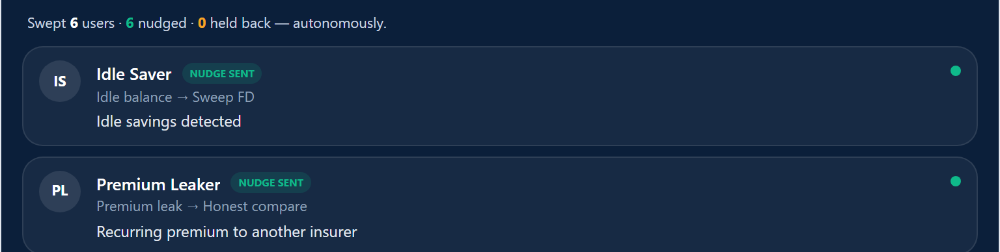 Swept 6 users · 6 nudged · 0 held back — autonomously.
IS
Idle Saver NUDGE SENT
Idle balance → Sweep FD
Idle savings detected
PL
Premium Leaker NUDGE SENT
Premium leak → Honest compare
Recurring premium to another insurer